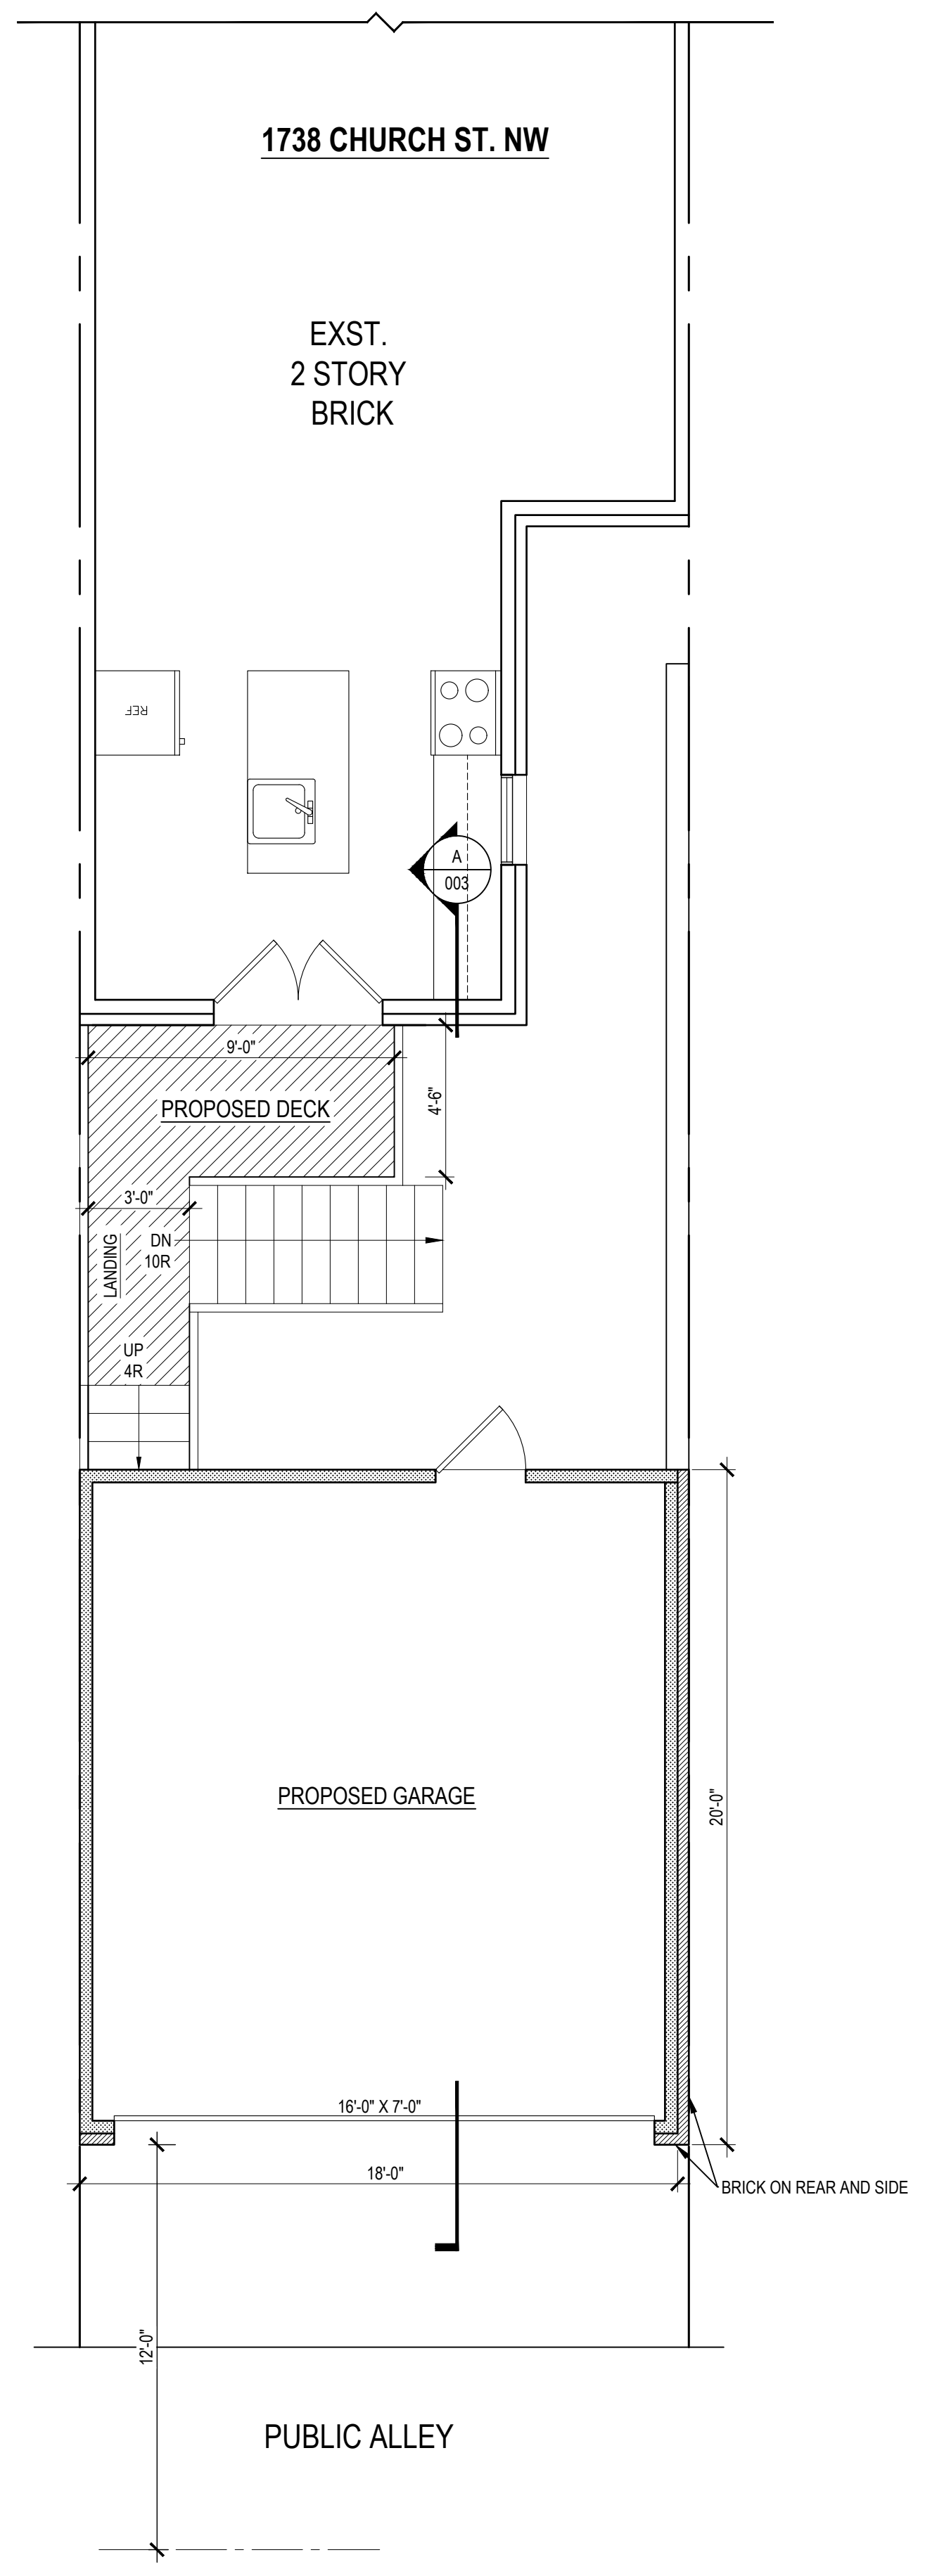 1738 CHURCH ST. NW
EXST.
2 STORY
BRICK
REF
A
003
9'-0"
PROPOSED DECK
4'-6"
3'-0"
LANDING
DN
10R
UP
4R
PROPOSED GARAGE
20'-0"
16'-0" X 7'-0"
18'-0"
BRICK ON REAR AND SIDE
12'-0"
PUBLIC ALLEY